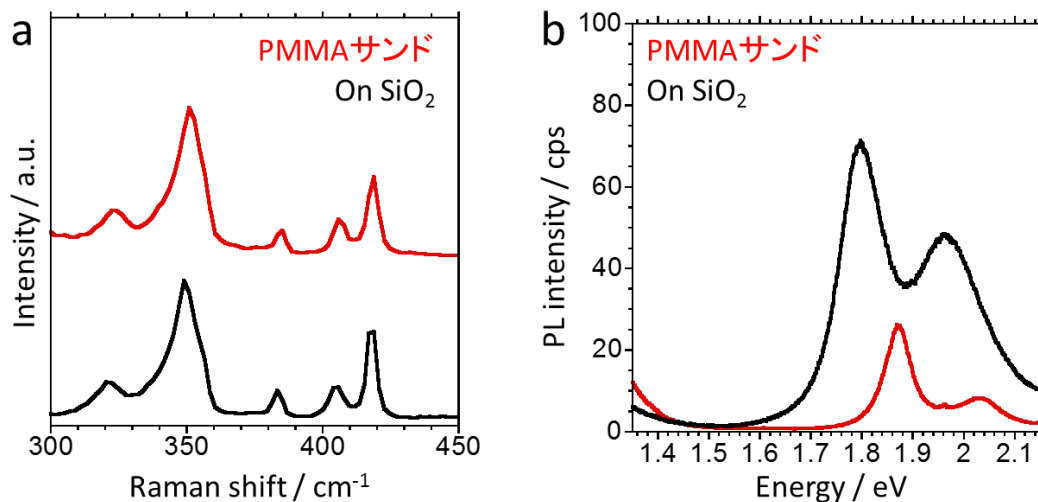 a
PMMAサンド
On SiO₂
Intensity / a.u.
300
350
400
450
Raman shift / cm⁻¹
b
PMMAサンド
On SiO₂
PL intensity / cps
100
80
60
40
20
0
1.4
1.5
1.6
1.7
1.8
1.9
2
2.1
Energy / eV